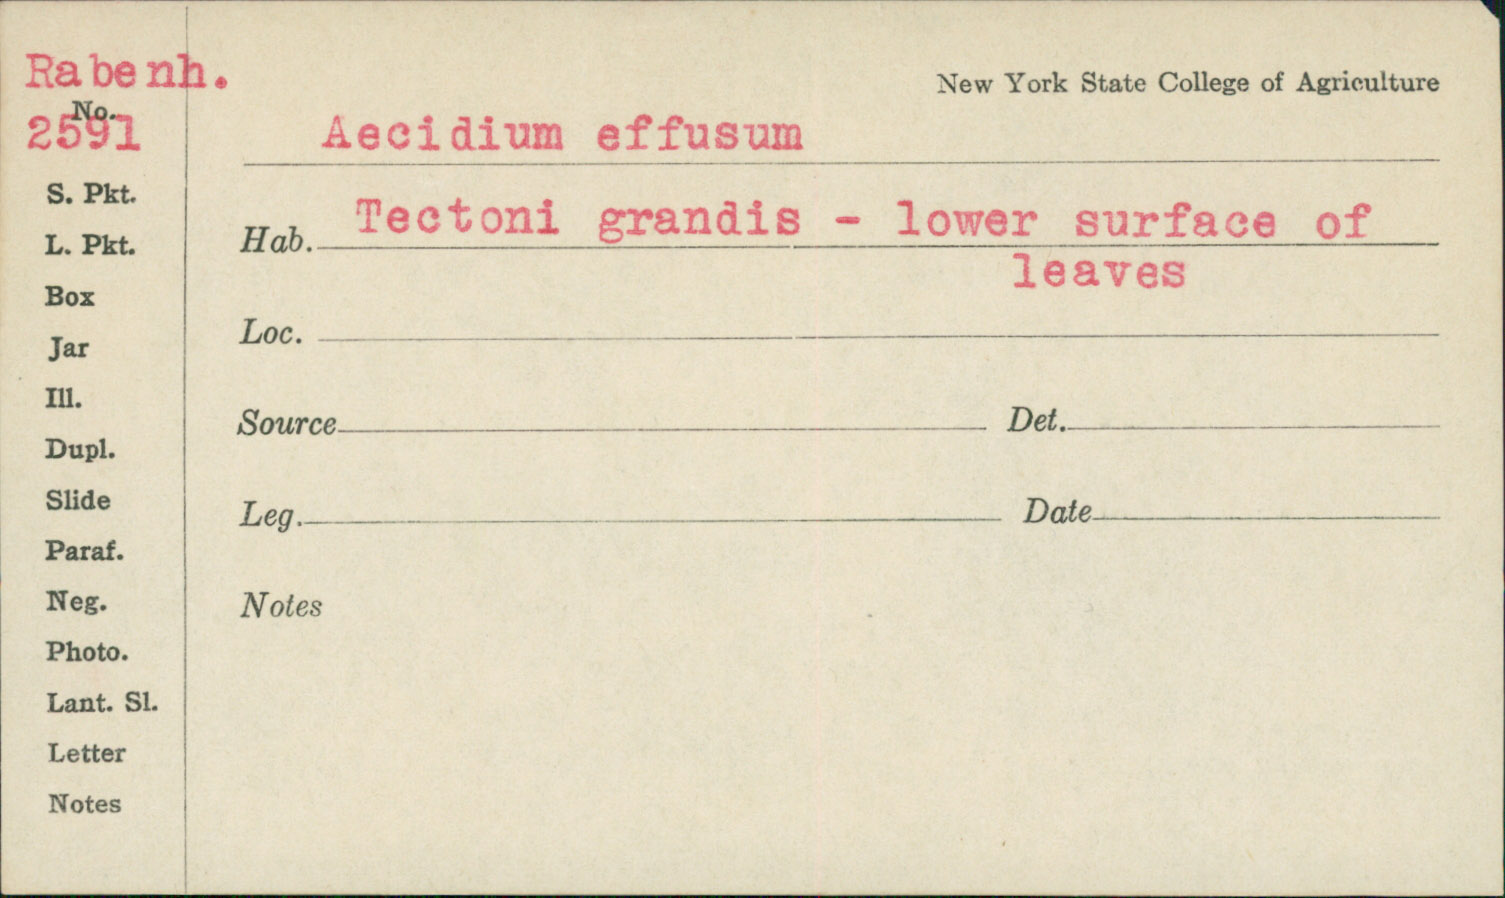 Rabenh.
No.
2591
S. Pkt.
L. Pkt.
Box
Jar
Ill.
Dupl.
Slide
Paraf.
Neg.
Photo.
Lant. Sl.
Letter
Notes
New York State College of Agriculture
Aecidium effusum
Hab. Tectoni grandis - lower surface of
leaves
Loc.
Source Det.
Leg. Date
Notes